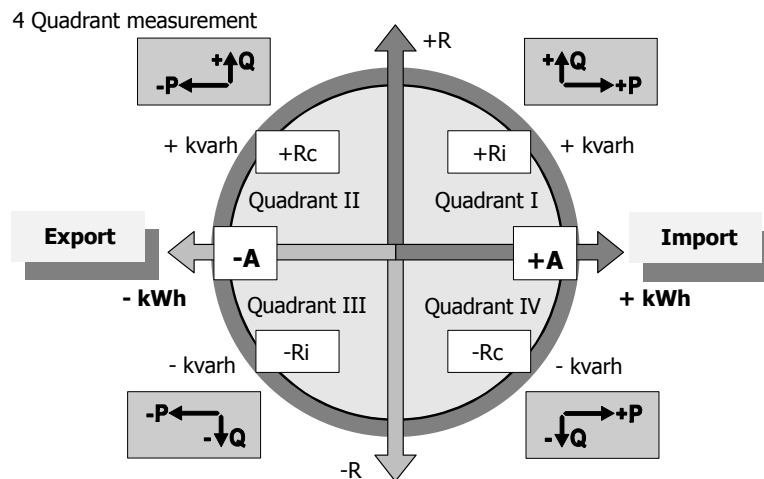 4 Quadrant measurement
+R
+Q
-P
+Q
+P
+ kvarh
+Rc
+Ri
+ kvarh
Quadrant II
Quadrant I
Export
-A
+A
Import
- kWh
+ kWh
Quadrant III
Quadrant IV
- kvarh
-Ri
-Rc
- kvarh
-P
-Q
+P
-Q
-R